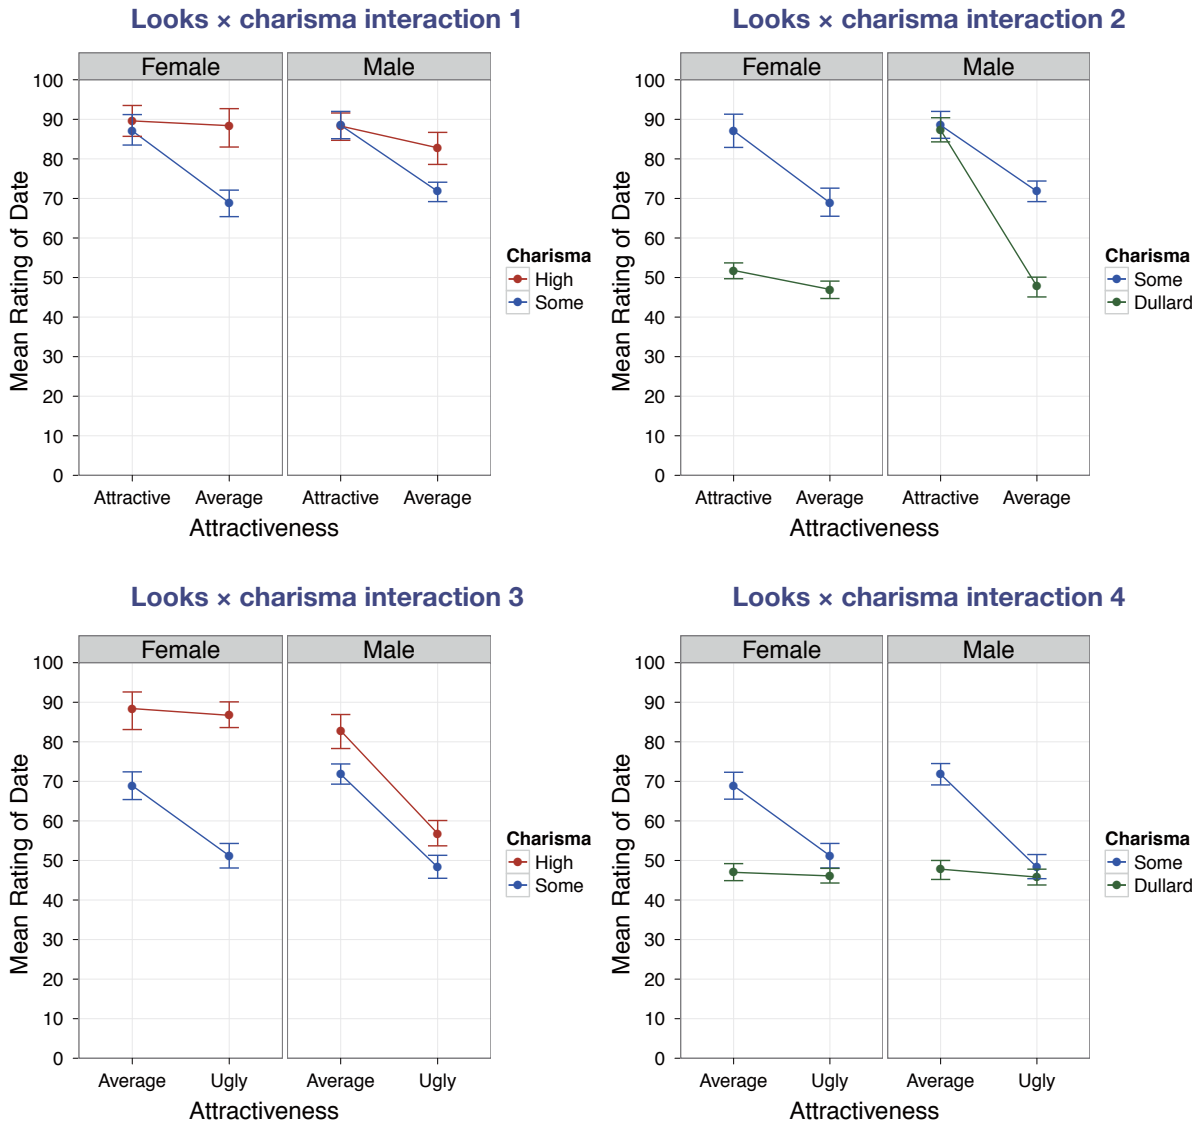 Looks × charisma interaction 1
Female Male
Mean Rating of Date
100
90
80
70
60
50
40
30
20
10
0
Attractive Average Attractive Average
Attractiveness
Charisma
High
Some
Looks × charisma interaction 2
Female Male
Mean Rating of Date
100
90
80
70
60
50
40
30
20
10
0
Attractive Average Attractive Average
Attractiveness
Charisma
Some
Dullard
Looks × charisma interaction 3
Female Male
Mean Rating of Date
100
90
80
70
60
50
40
30
20
10
0
Average Ugly Average Ugly
Attractiveness
Charisma
High
Some
Looks × charisma interaction 4
Female Male
Mean Rating of Date
100
90
80
70
60
50
40
30
20
10
0
Average Ugly Average Ugly
Attractiveness
Charisma
Some
Dullard